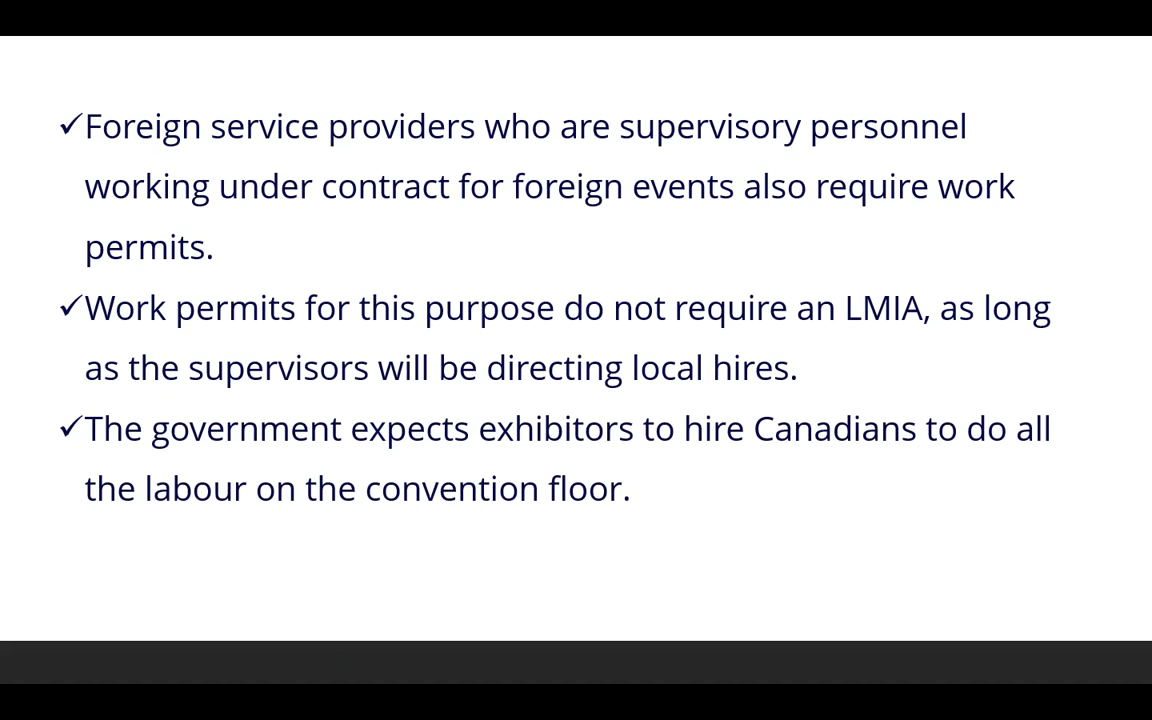 ✓Foreign service providers who are supervisory personnel
working under contract for foreign events also require work
permits.
✓Work permits for this purpose do not require an LMIA, as long
as the supervisors will be directing local hires.
✓The government expects exhibitors to hire Canadians to do all
the labour on the convention floor.